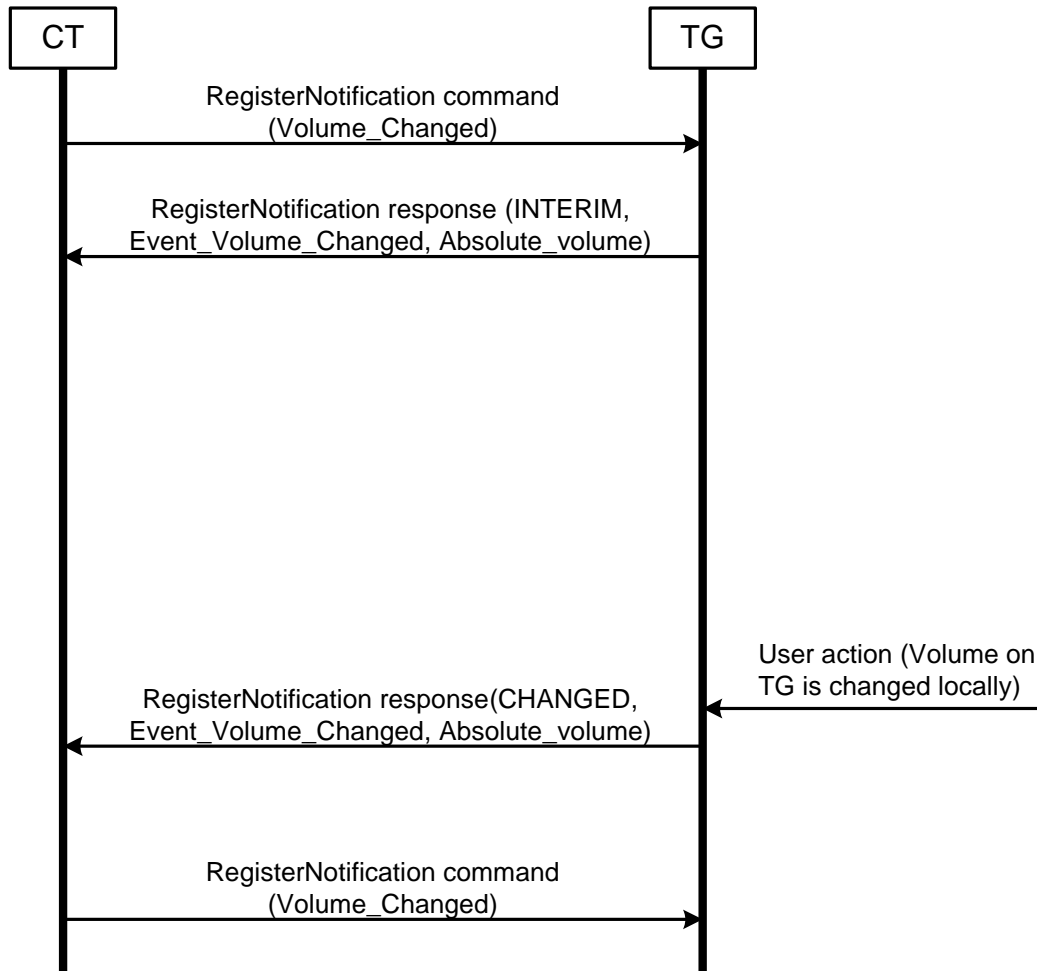 CT
TG
RegisterNotification command
(Volume_Changed)
RegisterNotification response (INTERIM,
Event_Volume_Changed, Absolute_volume)
User action (Volume on
TG is changed locally)
RegisterNotification response(CHANGED,
Event_Volume_Changed, Absolute_volume)
RegisterNotification command
(Volume_Changed)